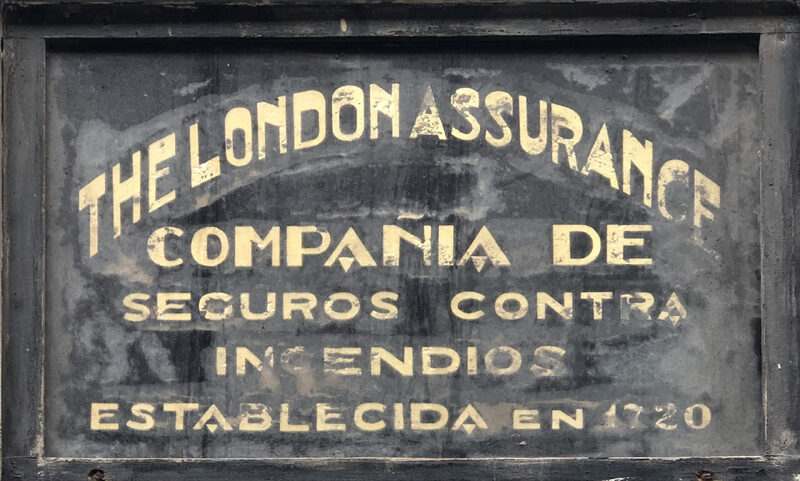 THE LONDON ASSURANCE
COMPAÑIA DE
SEGUROS CONTRA
INCENDIOS
ESTABLECIDA EN 1720